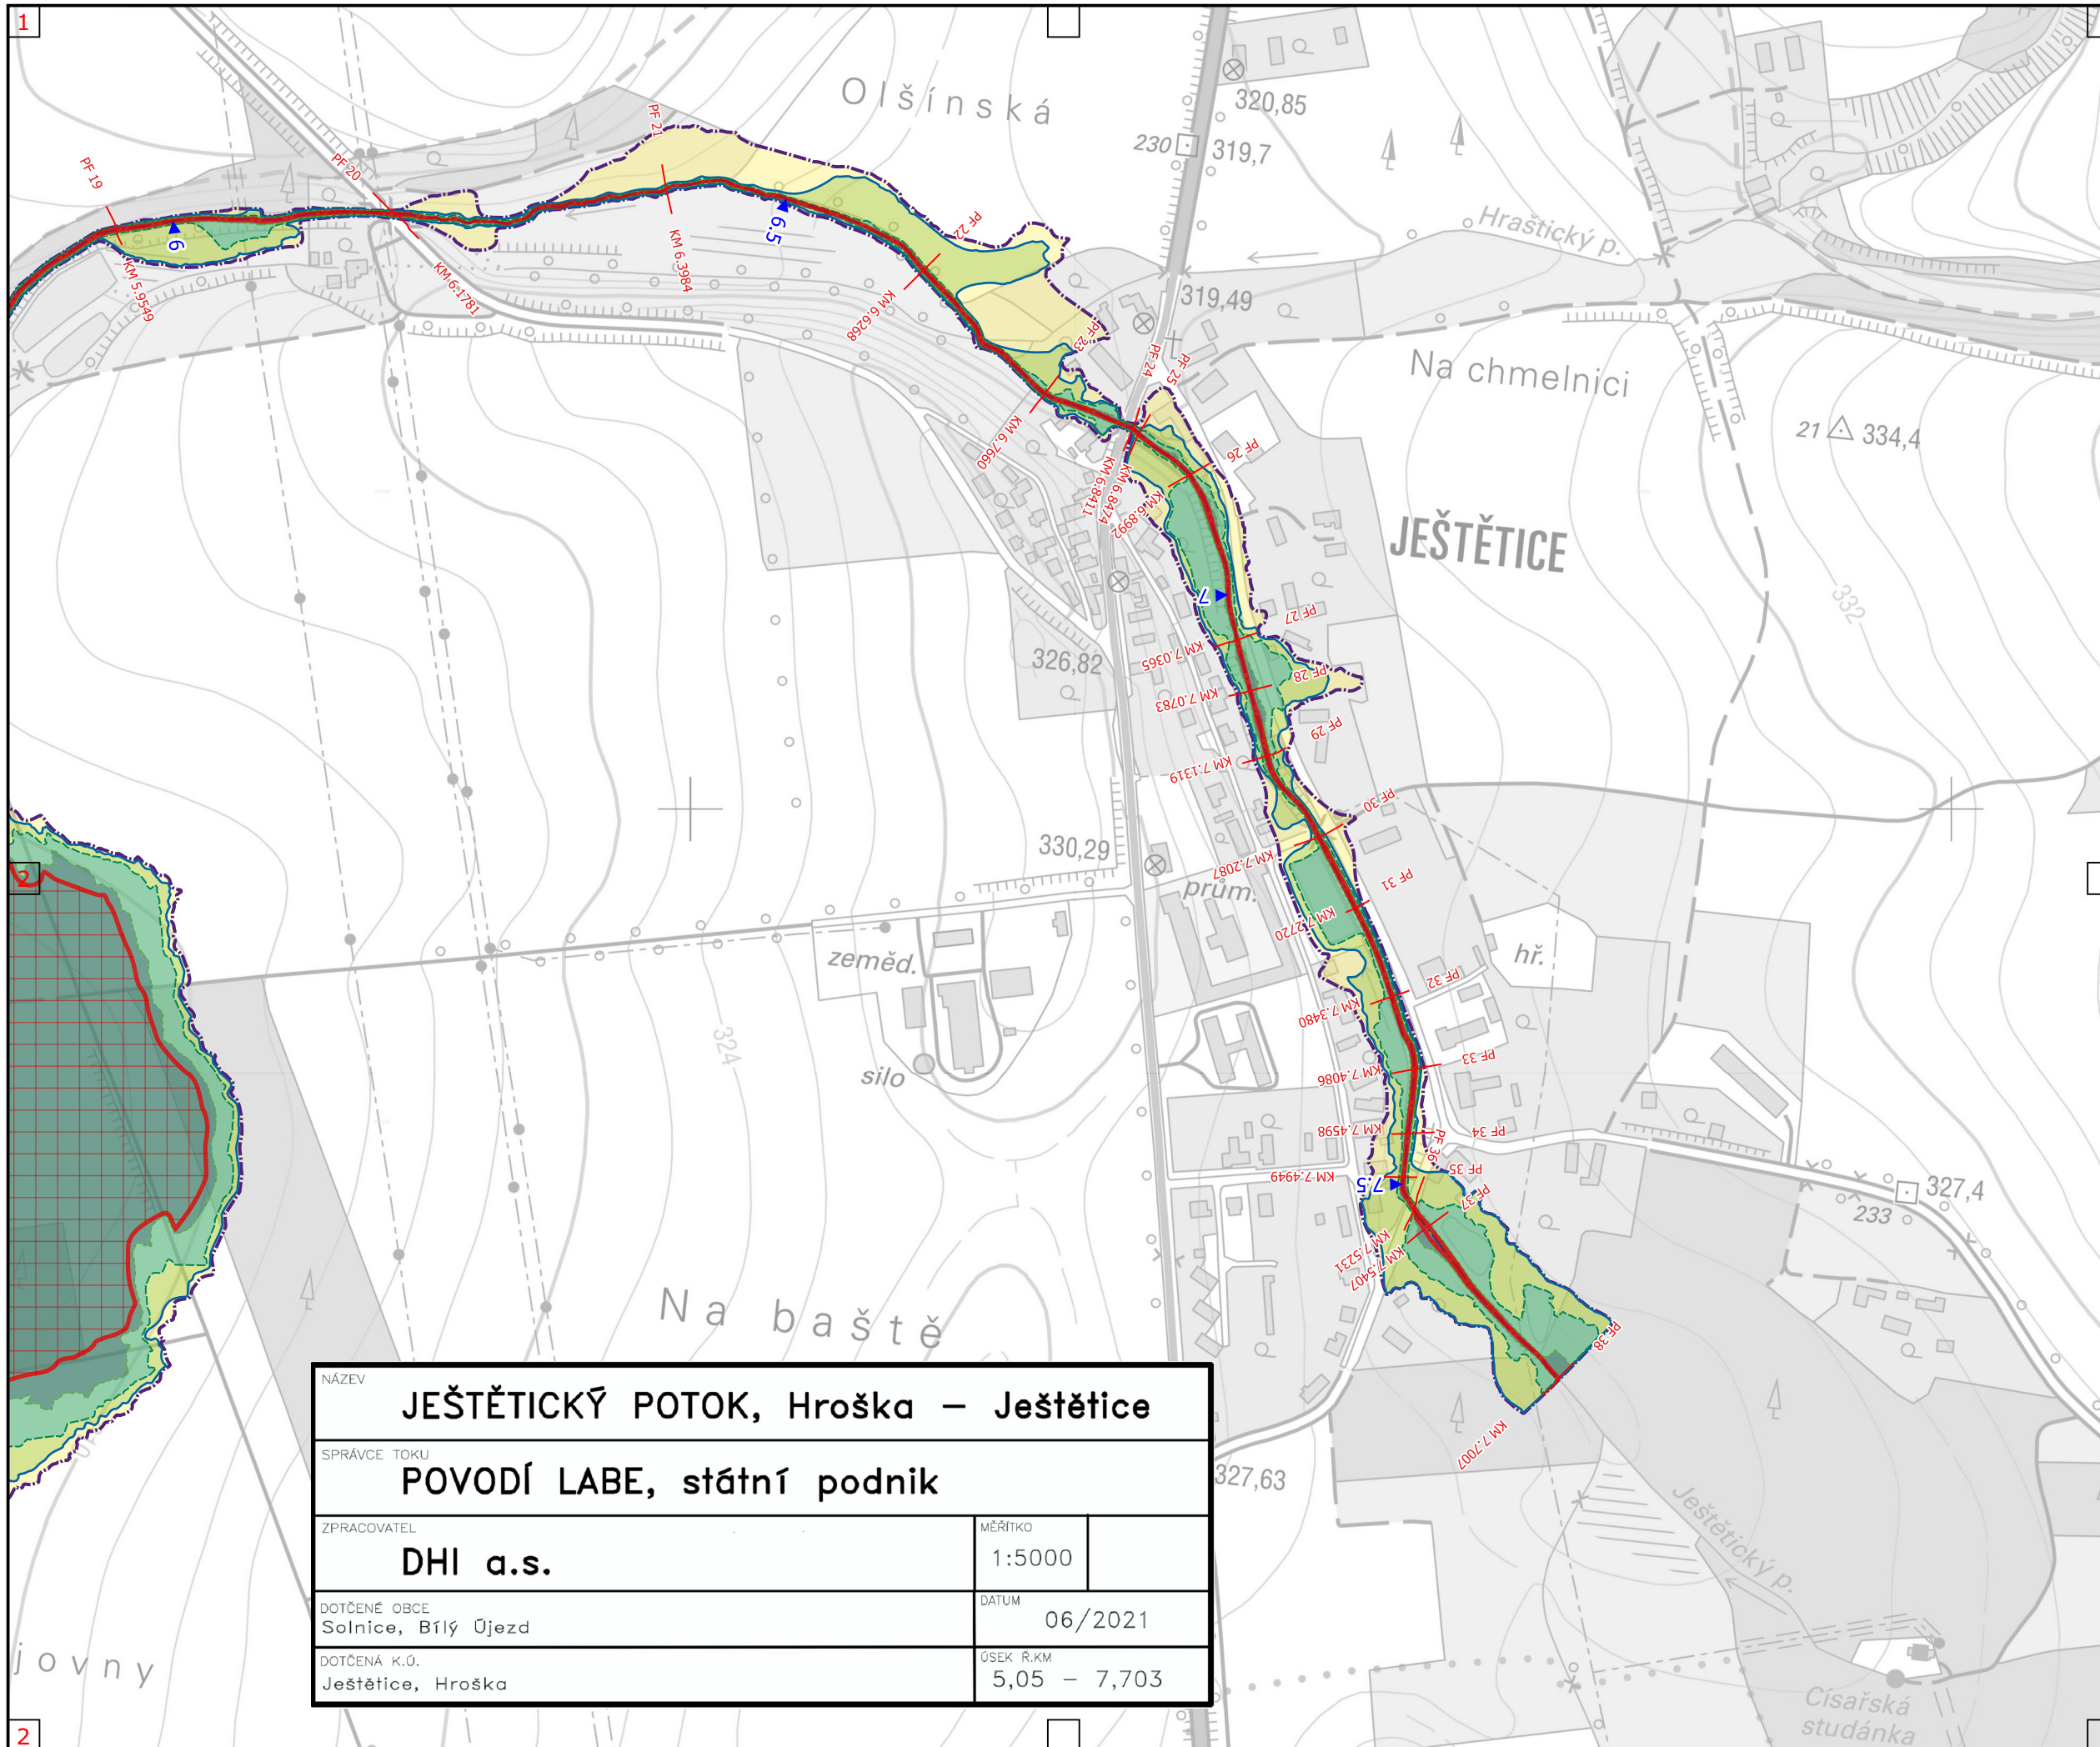 1
Olšínská
320,85
230
319,7
Hraštický p.
PF 19
PF 20
PF 21
PF 22
6
6.5
KM 5.9549
KM 6.1781
KM 6.3984
KM 6.6268
319,49
PF 23
PF 24
PF 25
Na chmelnici
21
334,4
KM 6.7660
KM 6.8411
KM 6.8474
KM 6.8992
PF 26
JEŠTĚTICE
332
7
PF 27
326,82
KM 7.0365
PF 28
KM 7.0783
PF 29
KM 7.1319
PF 30
330,29
KM 7.2087
prům.
PF 31
2
KM 7.2720
zeměd.
hř.
PF 32
KM 7.3480
324
silo
PF 33
KM 7.4086
KM 7.4598
PF 34
PF 36
PF 35
KM 7.4949
7.5
PF 37
327,4
233
KM 7.5231
KM 7.5407
Na baště
PF 38
KM 7.7007
327,63
Ještětický p.
NÁZEV
JEŠTĚTICKÝ POTOK, Hroška – Ještětice
SPRÁVCE TOKU
POVODÍ LABE, státní podnik
ZPRACOVATEL
DHI a.s.
MĚŘÍTKO
1:5000
DOTČENÉ OBCE
Solnice, Bílý Újezd
DATUM
06/2021
DOTČENÁ K.Ú.
Ještětice, Hroška
ÚSEK Ř.KM
5,05 – 7,703
jovny
Císařská
studánka
2